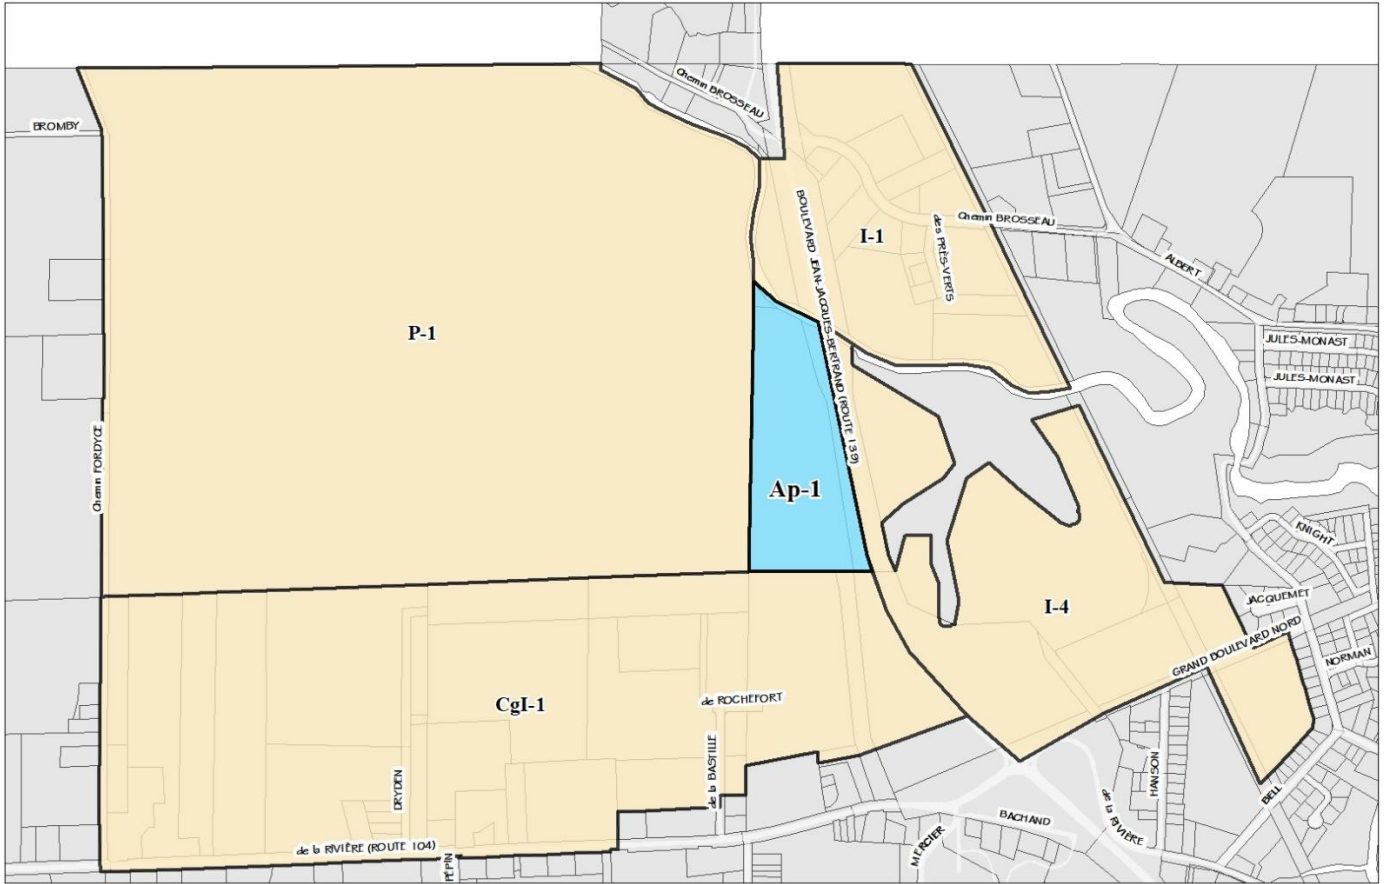 Chemin BROSSEAU
BROMBY
BOULEVARD JEAN-JACQUES-BERTRAND (ROUTE 139)
Chemin BROSSEAU
I-1
des PRÈS-VERTS
ALBERT
P-1
JULES-MONAST
JULES-MONAST
Chemin FORDYCE
Ap-1
KNIGHT
JACQUEMET
I-4
GRAND BOULEVARD NORD
NORMAN
CgI-1
de ROCHEFORT
de la BASTILLE
DRYDEN
HANSON
BELL
de la RIVIÈRE
BACHAND
MERCIER
de la RIVIÈRE (ROUTE 104)
PÉPIN